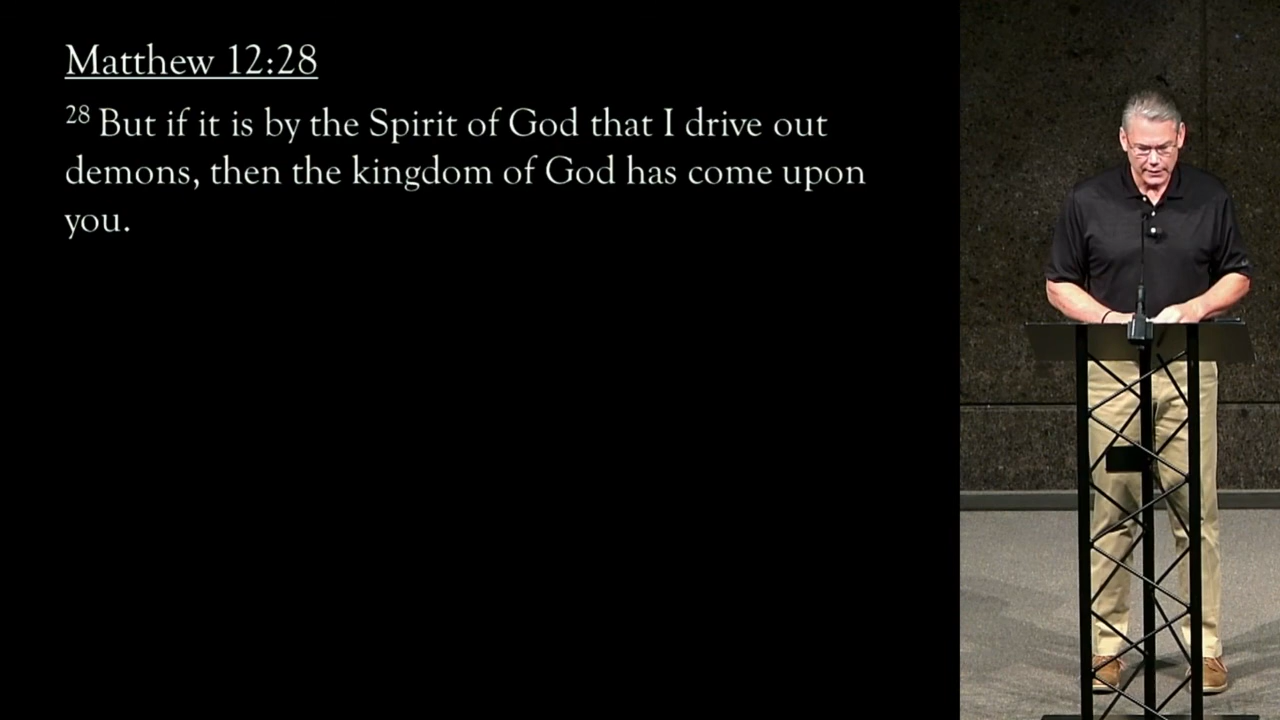 Matthew 12:28
28 But if it is by the Spirit of God that I drive out
demons, then the kingdom of God has come upon
you.